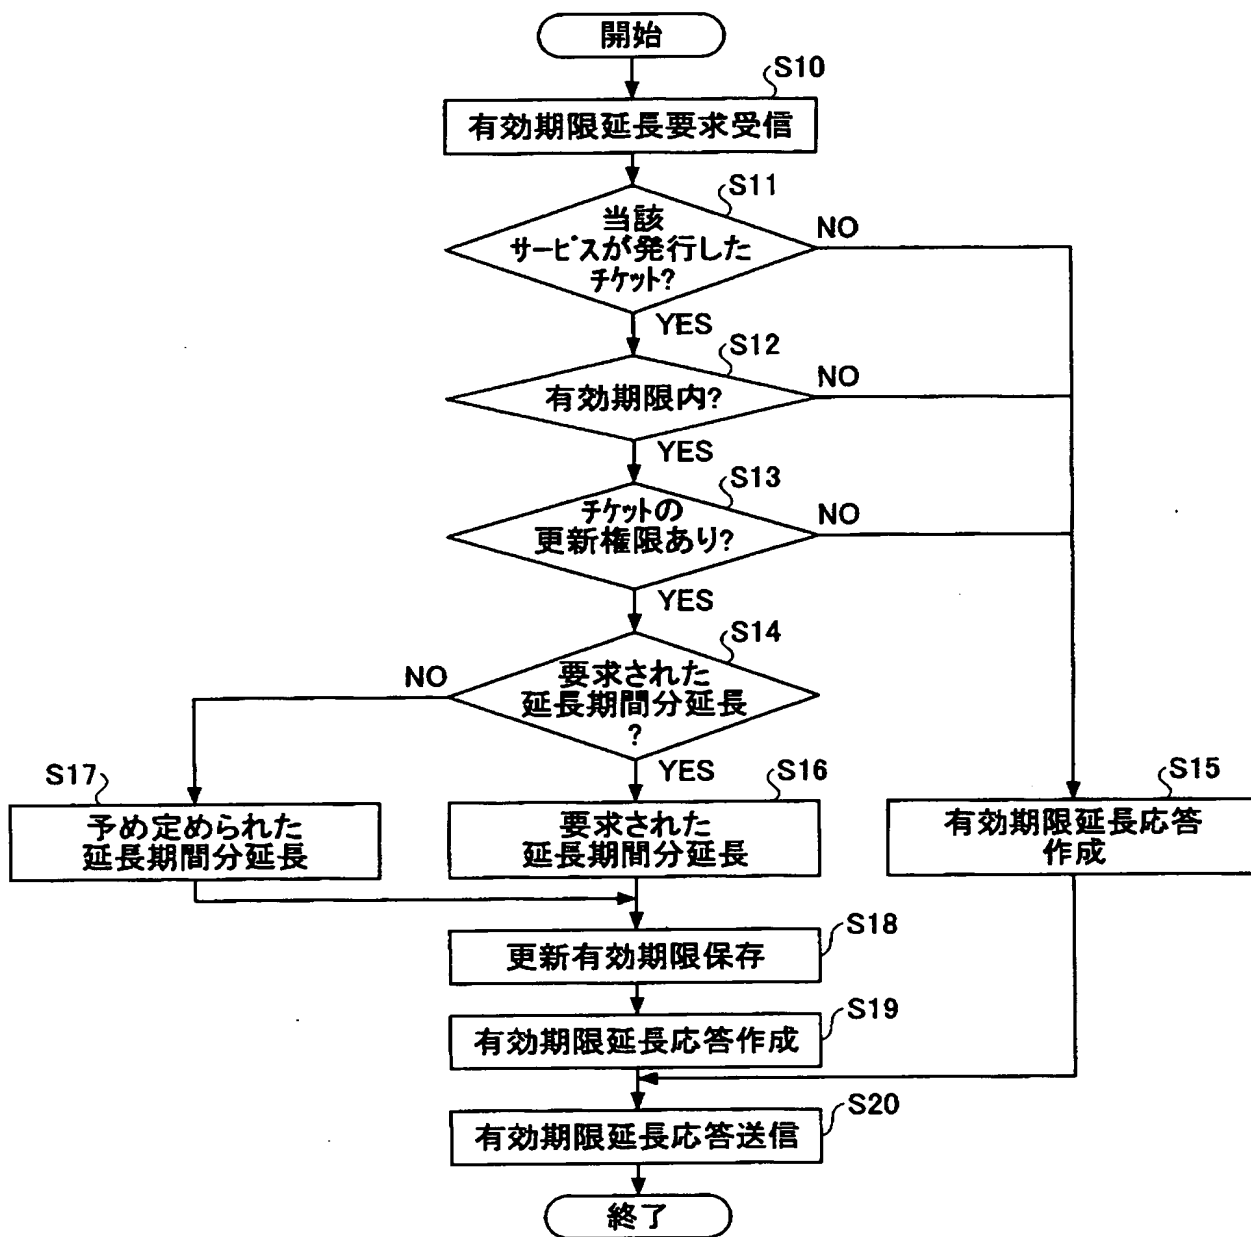 開始
S10
有効期限延長要求受信
S11
当該
サービスが発行した
チケット?
NO
YES
S12
有効期限内?
NO
YES
S13
チケットの
更新権限あり?
NO
YES
S14
要求された
延長期間分延長
?
NO
YES
S17
予め定められた
延長期間分延長
S16
要求された
延長期間分延長
S15
有効期限延長応答
作成
S18
更新有効期限保存
S19
有効期限延長応答作成
S20
有効期限延長応答送信
終了